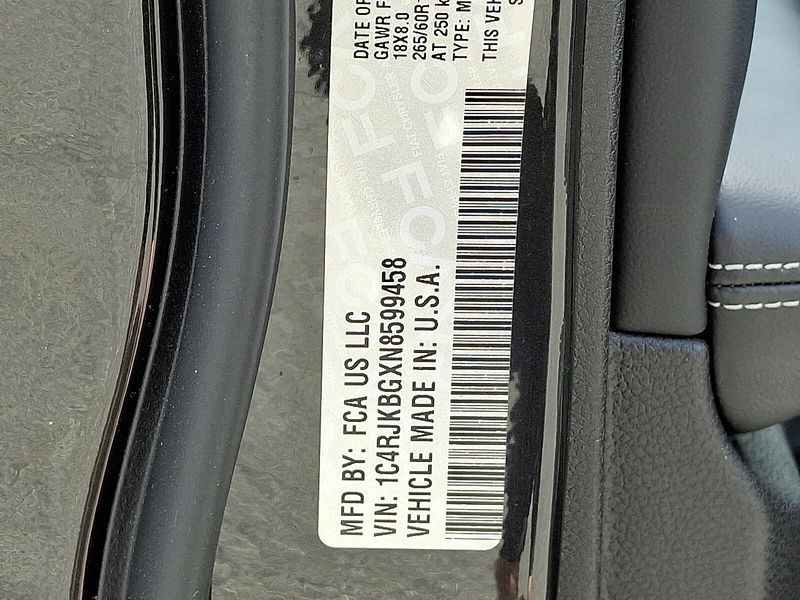 MFD BY: FCA US LLC
VIN: 1C4RJKBGXN8599458
VEHICLE MADE IN: U.S.A.
DATE OF
GAWR F
18X8.0
265/60R
AT 250 k
THIS VEHI
TYPE: M